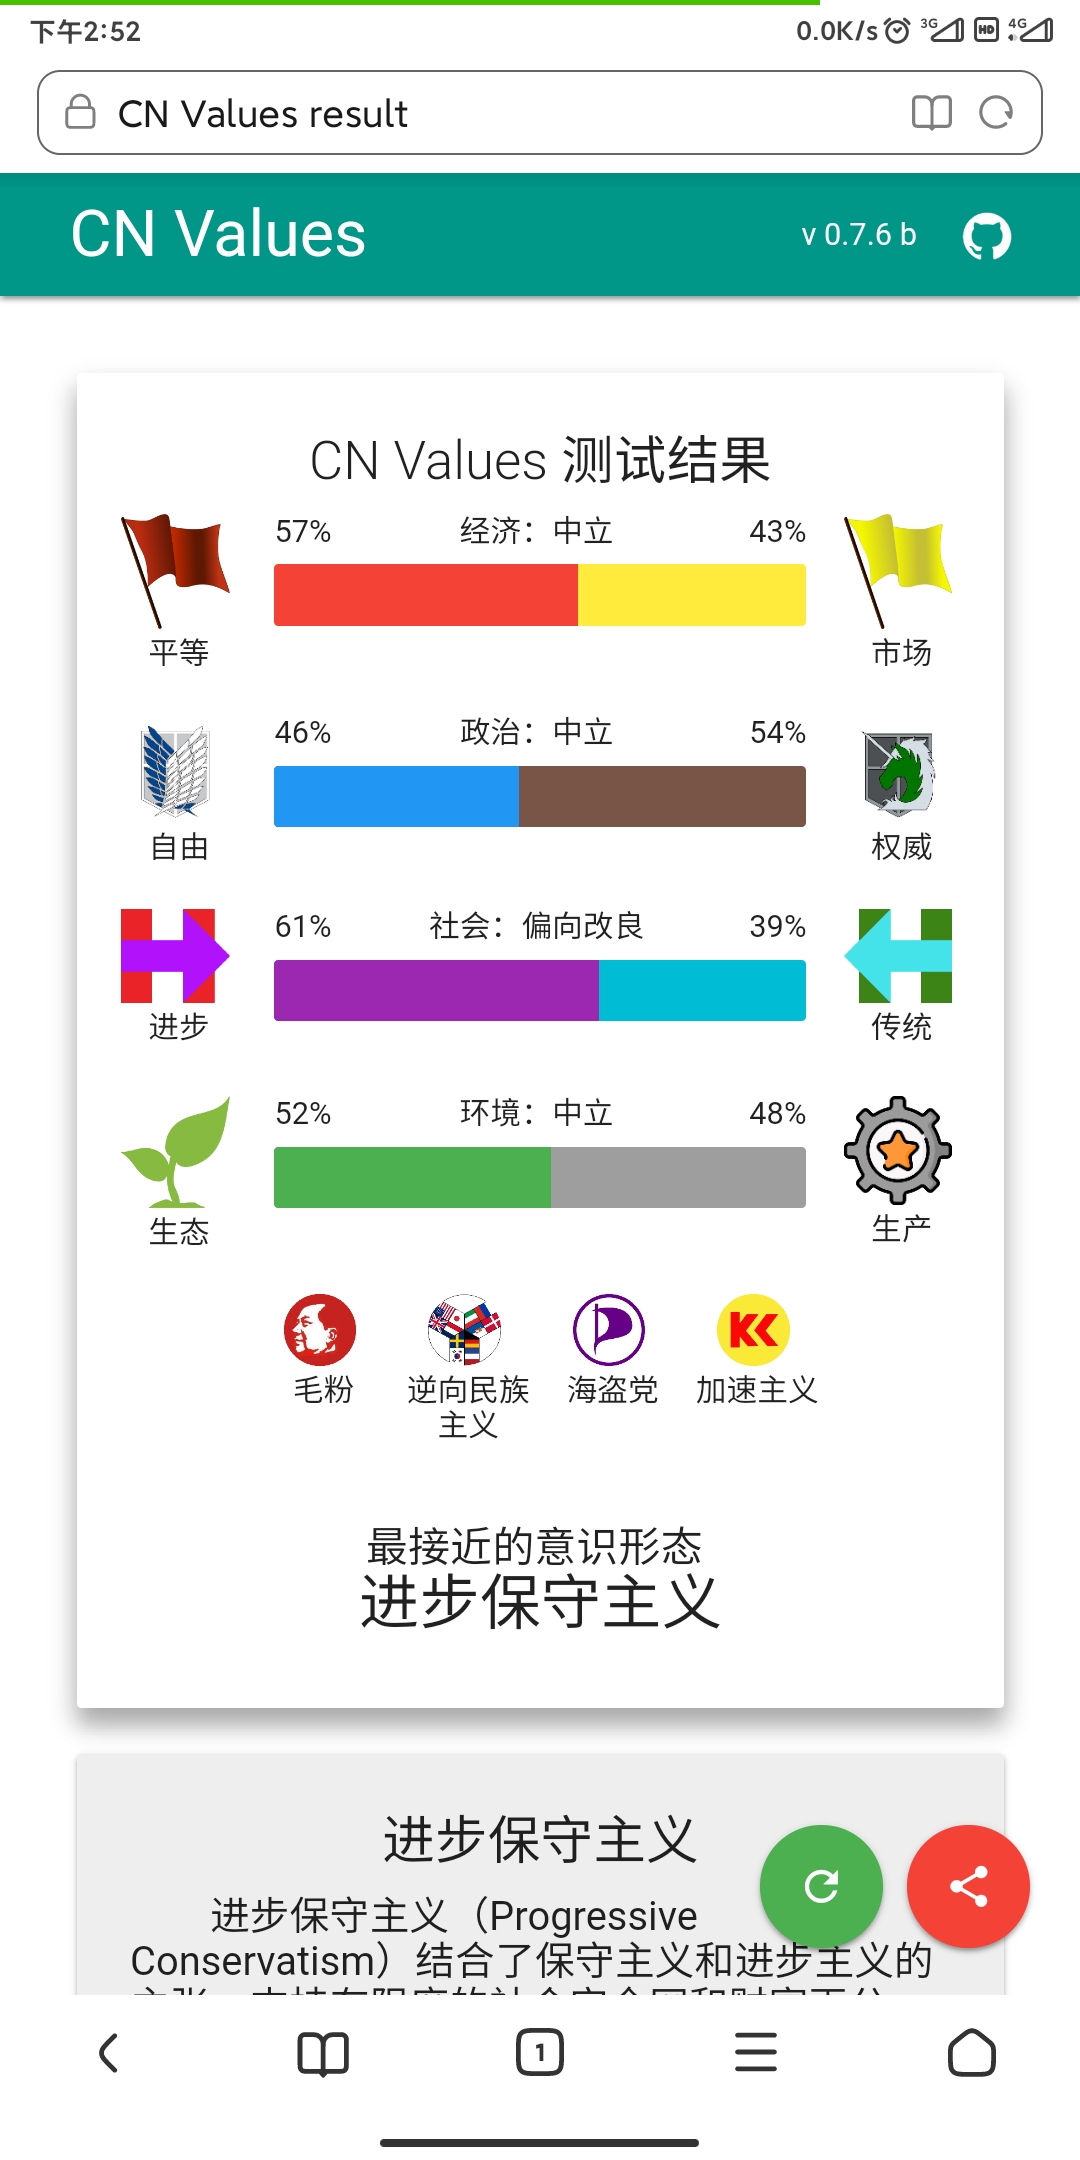 下午2:52
0.0K/s
3G
HD
4G
CN Values result
CN Values
v 0.7.6 b
CN Values 测试结果
57% 经济：中立 43%
平等 市场
46% 政治：中立 54%
自由 权威
61% 社会：偏向改良 39%
进步 传统
52% 环境：中立 48%
生态 生产
毛粉 逆向民族 海盗党 加速主义
主义
最接近的意识形态
进步保守主义
进步保守主义
进步保守主义（Progressive
Conservatism）结合了保守主义和进步主义的
1